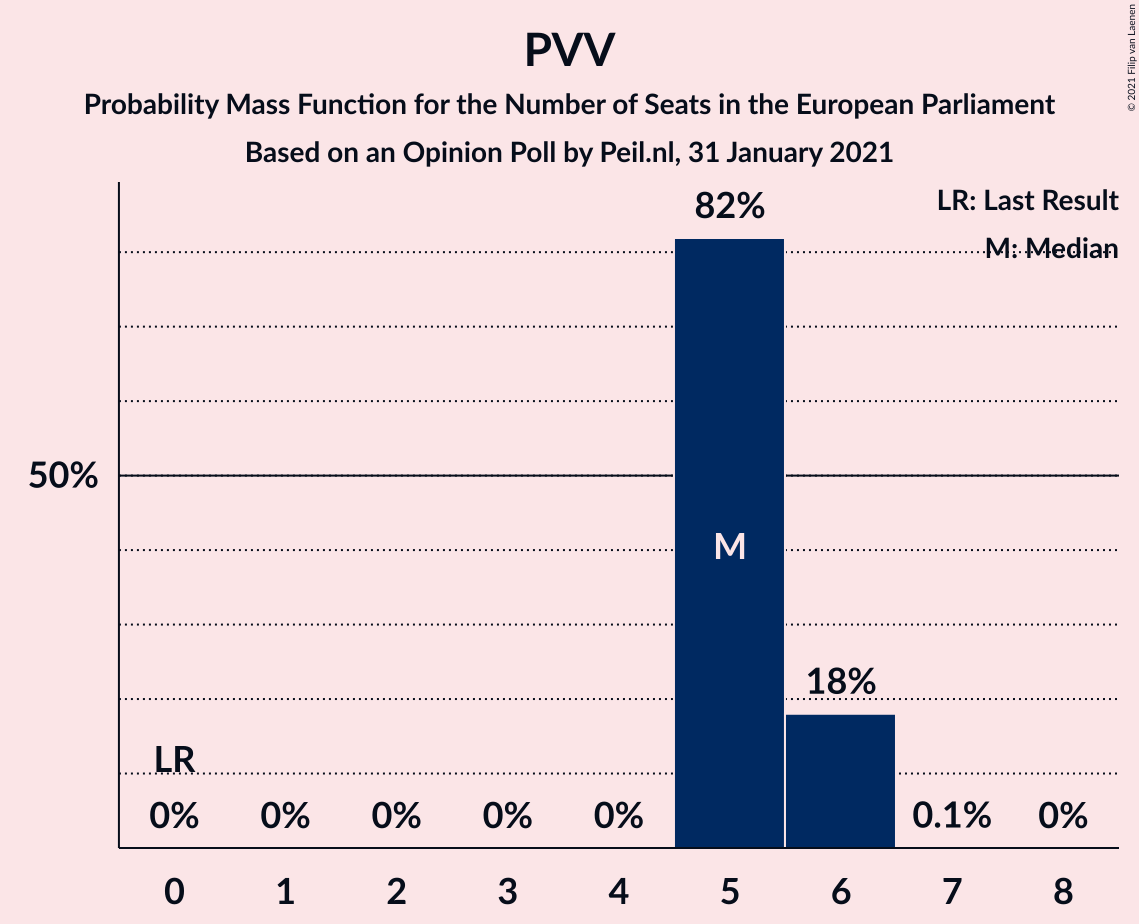 PVV
Probability Mass Function for the Number of Seats in the European Parliament
Based on an Opinion Poll by Peil.nl, 31 January 2021
© 2021 Filip van Laenen
LR: Last Result
M: Median
82%
50%
M
18%
LR
0% 0% 0% 0% 0% 0.1% 0%
0 1 2 3 4 5 6 7 8